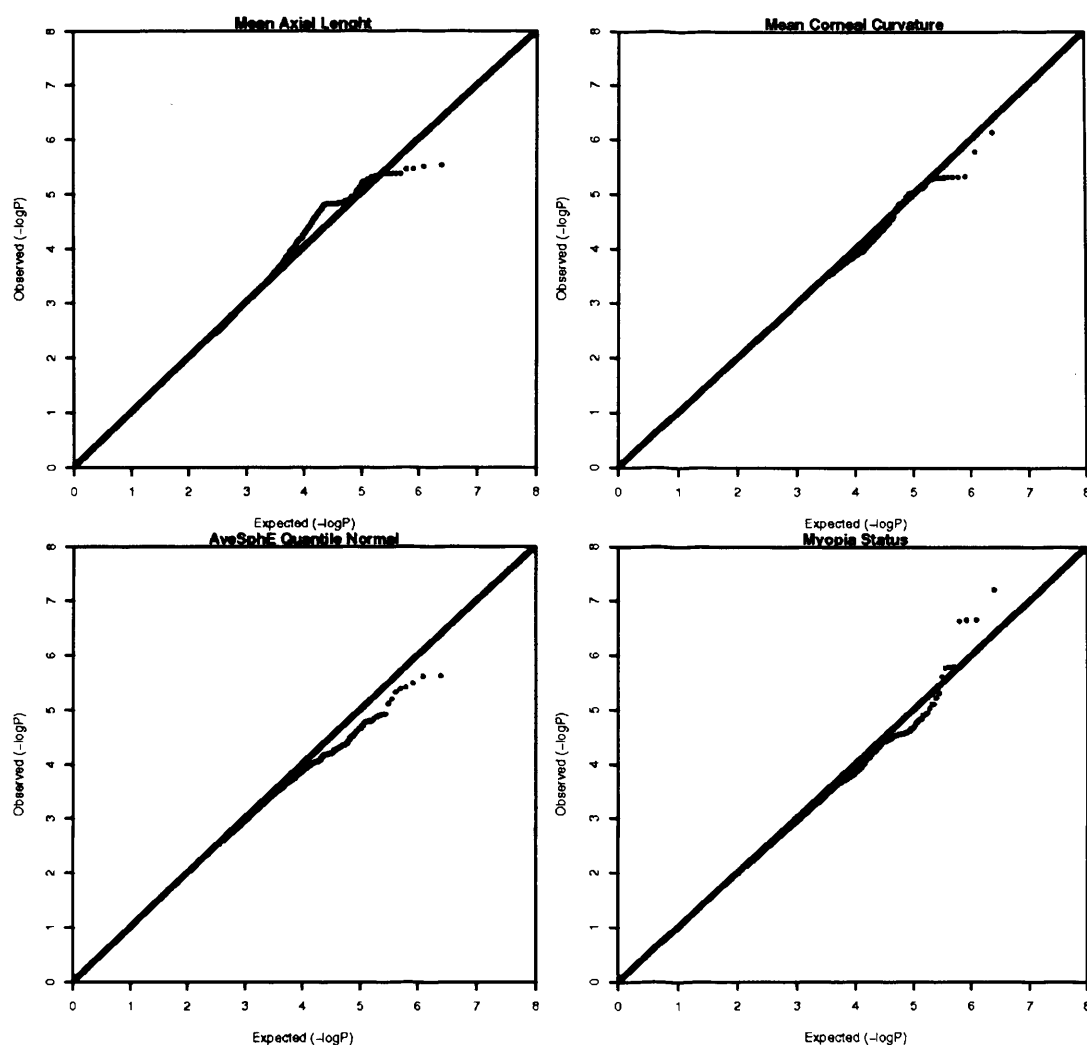 Mean Axial Lenght
Observed (-logP)
8
7
6
5
4
3
2
1
0
0 1 2 3 4 5 6 7 8
Expected (-logP)
Mean Corneal Curvature
Observed (-logP)
8
7
6
5
4
3
2
1
0
0 1 2 3 4 5 6 7 8
Expected (-logP)
AveSphE Quantile Normal
Observed (-logP)
8
7
6
5
4
3
2
1
0
0 1 2 3 4 5 6 7 8
Expected (-logP)
Myopia Status
Observed (-logP)
8
7
6
5
4
3
2
1
0
0 1 2 3 4 5 6 7 8
Expected (-logP)